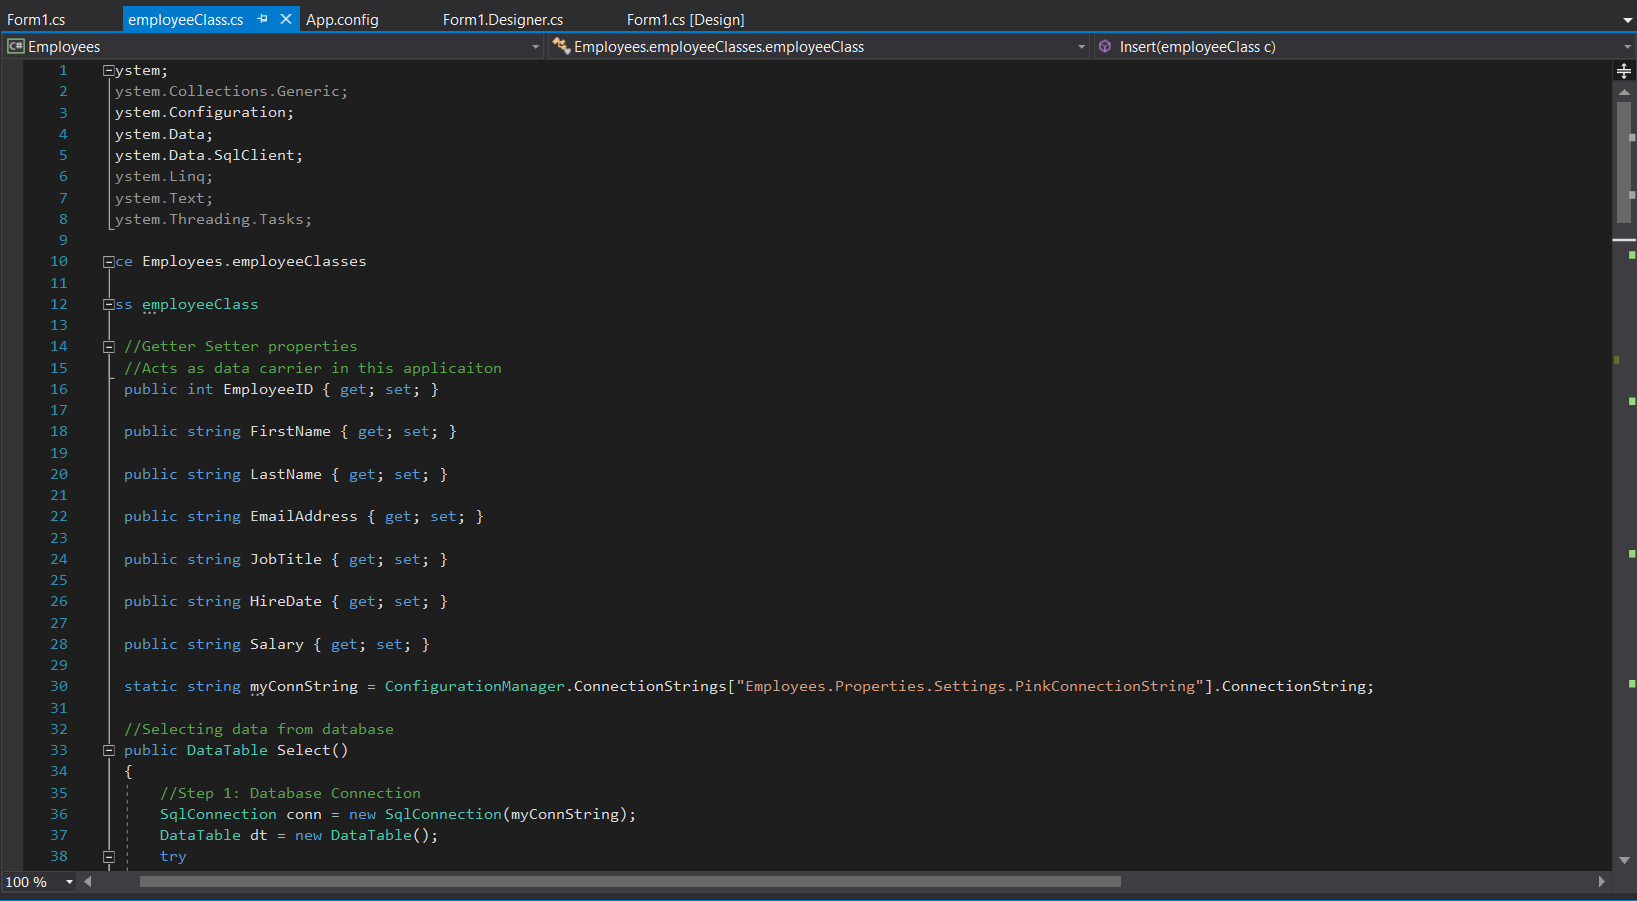 Form1.cs employeeClass.cs App.config Form1.Designer.cs Form1.cs [Design]
C# Employees Employees.employeeClasses.employeeClass Insert(employeeClass c)
1 ystem;
2 ystem.Collections.Generic;
3 ystem.Configuration;
4 ystem.Data;
5 ystem.Data.SqlClient;
6 ystem.Linq;
7 ystem.Text;
8 ystem.Threading.Tasks;
9
10 ce Employees.employeeClasses
11
12 ss employeeClass
13
14 //Getter Setter properties
15 //Acts as data carrier in this applicaiton
16 public int EmployeeID { get; set; }
17
18 public string FirstName { get; set; }
19
20 public string LastName { get; set; }
21
22 public string EmailAddress { get; set; }
23
24 public string JobTitle { get; set; }
25
26 public string HireDate { get; set; }
27
28 public string Salary { get; set; }
29
30 static string myConnString = ConfigurationManager.ConnectionStrings["Employees.Properties.Settings.PinkConnectionString"].ConnectionString;
31
32 //Selecting data from database
33 public DataTable Select()
34 {
35 //Step 1: Database Connection
36 SqlConnection conn = new SqlConnection(myConnString);
37 DataTable dt = new DataTable();
38 try
100 %